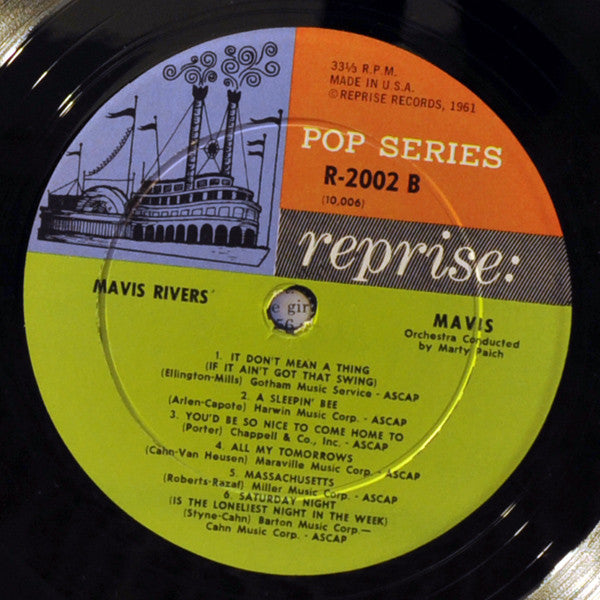 33⅓ R.P.M.
MADE IN U.S.A.
©REPRISE RECORDS, 1961
POP SERIES
R-2002 B
(10,006)
reprise:
MAVIS RIVERS
MAVIS
Orchestra Conducted
by Marty Paich
e gir
56
1. IT DON'T MEAN A THING
(IF IT AIN'T GOT THAT SWING)
(Ellington-Mills) Gotham Music Service - ASCAP
2. A SLEEPIN' BEE
(Arlen-Capote) Harwin Music Corp. - ASCAP
3. YOU'D BE SO NICE TO COME HOME TO
(Porter) Chappell & Co., Inc. - ASCAP
4. ALL MY TOMORROWS
(Cahn-Van Heusen) Maraville Music Corp. - ASCAP
5. MASSACHUSETTS
(Roberts-Razaf) Miller Music Corp. - ASCAP
6. SATURDAY NIGHT
(IS THE LONELIEST NIGHT IN THE WEEK)
(Styne-Cahn) Barton Music Corp.—
Cahn Music Corp. - ASCAP